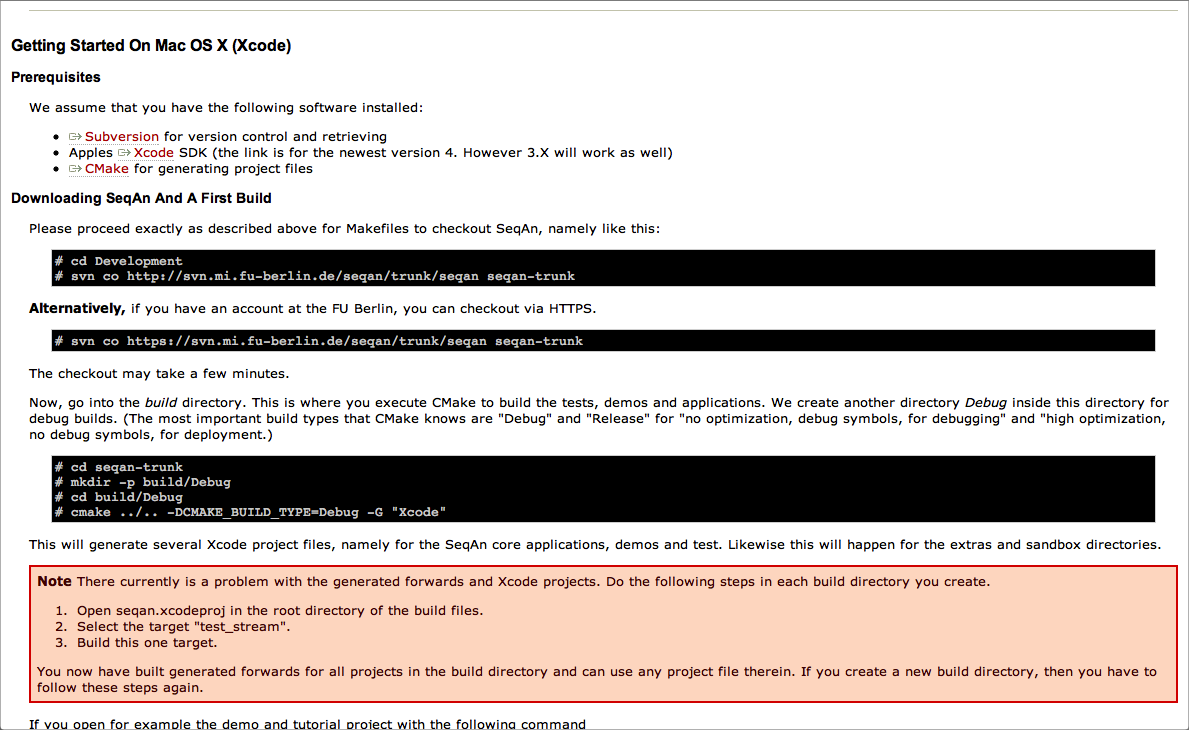 Getting Started On Mac OS X (Xcode)
Prerequisites
We assume that you have the following software installed:
Subversion for version control and retrieving
Apples Xcode SDK (the link is for the newest version 4. However 3.X will work as well)
CMake for generating project files
Downloading SeqAn And A First Build
Please proceed exactly as described above for Makefiles to checkout SeqAn, namely like this:
# cd Development
# svn co http://svn.mi.fu-berlin.de/seqan/trunk/seqan seqan-trunk
Alternatively, if you have an account at the FU Berlin, you can checkout via HTTPS.
# svn co https://svn.mi.fu-berlin.de/seqan/trunk/seqan seqan-trunk
The checkout may take a few minutes.
Now, go into the build directory. This is where you execute CMake to build the tests, demos and applications. We create another directory Debug inside this directory for
debug builds. (The most important build types that CMake knows are "Debug" and "Release" for "no optimization, debug symbols, for debugging" and "high optimization,
no debug symbols, for deployment.)
# cd seqan-trunk
# mkdir -p build/Debug
# cd build/Debug
# cmake ../.. -DCMAKE_BUILD_TYPE=Debug -G "Xcode"
This will generate several Xcode project files, namely for the SeqAn core applications, demos and test. Likewise this will happen for the extras and sandbox directories.
Note There currently is a problem with the generated forwards and Xcode projects. Do the following steps in each build directory you create.
1. Open seqan.xcodeproj in the root directory of the build files.
2. Select the target "test_stream".
3. Build this one target.
You now have built generated forwards for all projects in the build directory and can use any project file therein. If you create a new build directory, then you have to
follow these steps again.
If you open for example the demo and tutorial project with the following command